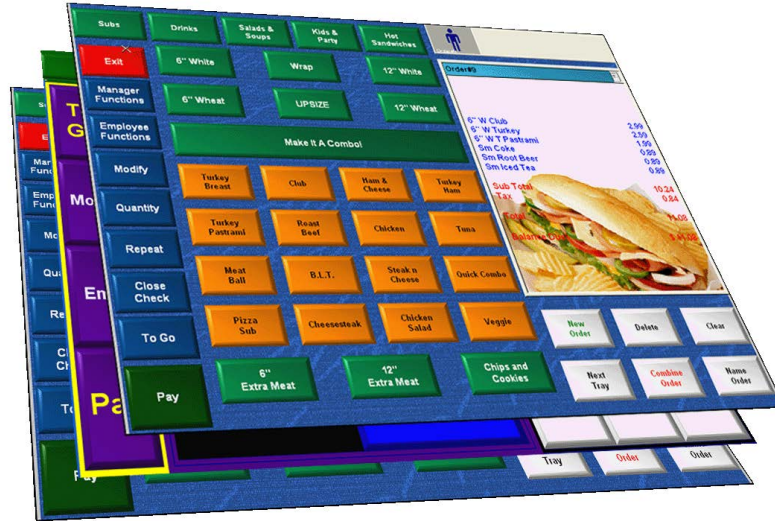 Subs
Drinks
Salads &
Soups
Kids &
Party
Hot
Sandwiches
Exit
6" White
Wrap
12" White
Manager
Functions
6" Wheat
UPSIZE
12" Wheat
Employee
Functions
Make It A Combo!
Modify
Turkey
Breast
Club
Ham &
Cheese
Turkey
Ham
Quantity
Turkey
Pastrami
Roast
Beef
Chicken
Tuna
Repeat
Meat
Ball
B.L.T.
Steak n
Cheese
Quick Combo
Close
Check
Pizza
Sub
Cheesesteak
Chicken
Salad
Veggie
To Go
6"
Extra Meat
12"
Extra Meat
Chips and
Cookies
Pay
Order#9
6" W Club 2.99
6" W Turkey 2.59
6" W T Pastrami 1.99
Sm Coke 0.89
Sm Root Beer 0.89
Sm Iced Tea 0.89
Sub Total 10.24
Tax 0.84
Total 11.08
Balance Due
New
Order
Delete
Clear
Next
Tray
Combine
Order
Name
Order
Pay
Tray
Order
Order